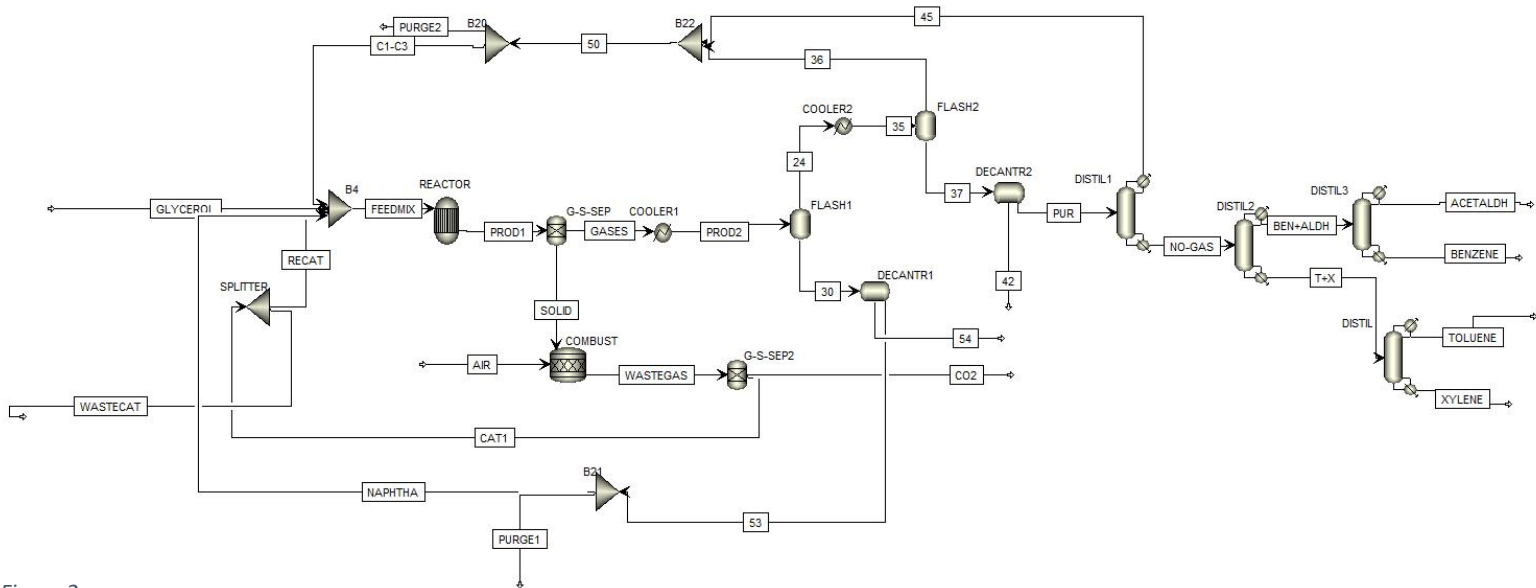 45
PURGE2
B20
B22
C1-C3
50
36
COOLER2
FLASH2
35
24
DECANTR2
DISTIL1
DISTIL3
37
B4
REACTOR
FLASH1
ACETALDH
GLYCEROL
FEEDMIX
G-S-SEP
COOLER1
PUR
DISTIL2
BEN+ALDH
PROD1
GASES
PROD2
NO-GAS
BENZENE
RECAT
DECANTR1
42
T+X
SPLITTER
30
SOLID
DISTIL
COMBUST
54
TOLUENE
AIR
G-S-SEP2
WASTEGAS
CO2
XYLENE
WASTECAT
CAT1
B21
NAPHTHA
53
PURGE1